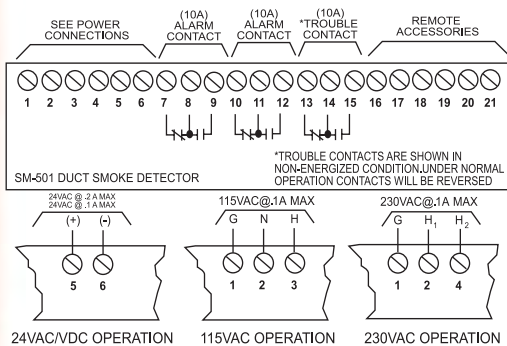 SEE POWER CONNECTIONS
(10A) ALARM CONTACT
(10A) ALARM CONTACT
(10A) *TROUBLE CONTACT
REMOTE ACCESSORIES
1 2 3 4 5 6 7 8 9 10 11 12 13 14 15 16 17 18 19 20 21
SM-501 DUCT SMOKE DETECTOR
*TROUBLE CONTACTS ARE SHOWN IN
NON-ENERGIZED CONDITION.UNDER NORMAL
OPERATION CONTACTS WILL BE REVERSED
24VAC @ .2 A MAX
24VAC @ .1 A MAX
(+) (-)
5 6
24VAC/VDC OPERATION
115VAC@.1A MAX
G N H
1 2 3
115VAC OPERATION
230VAC@.1A MAX
G H1 H2
1 2 4
230VAC OPERATION